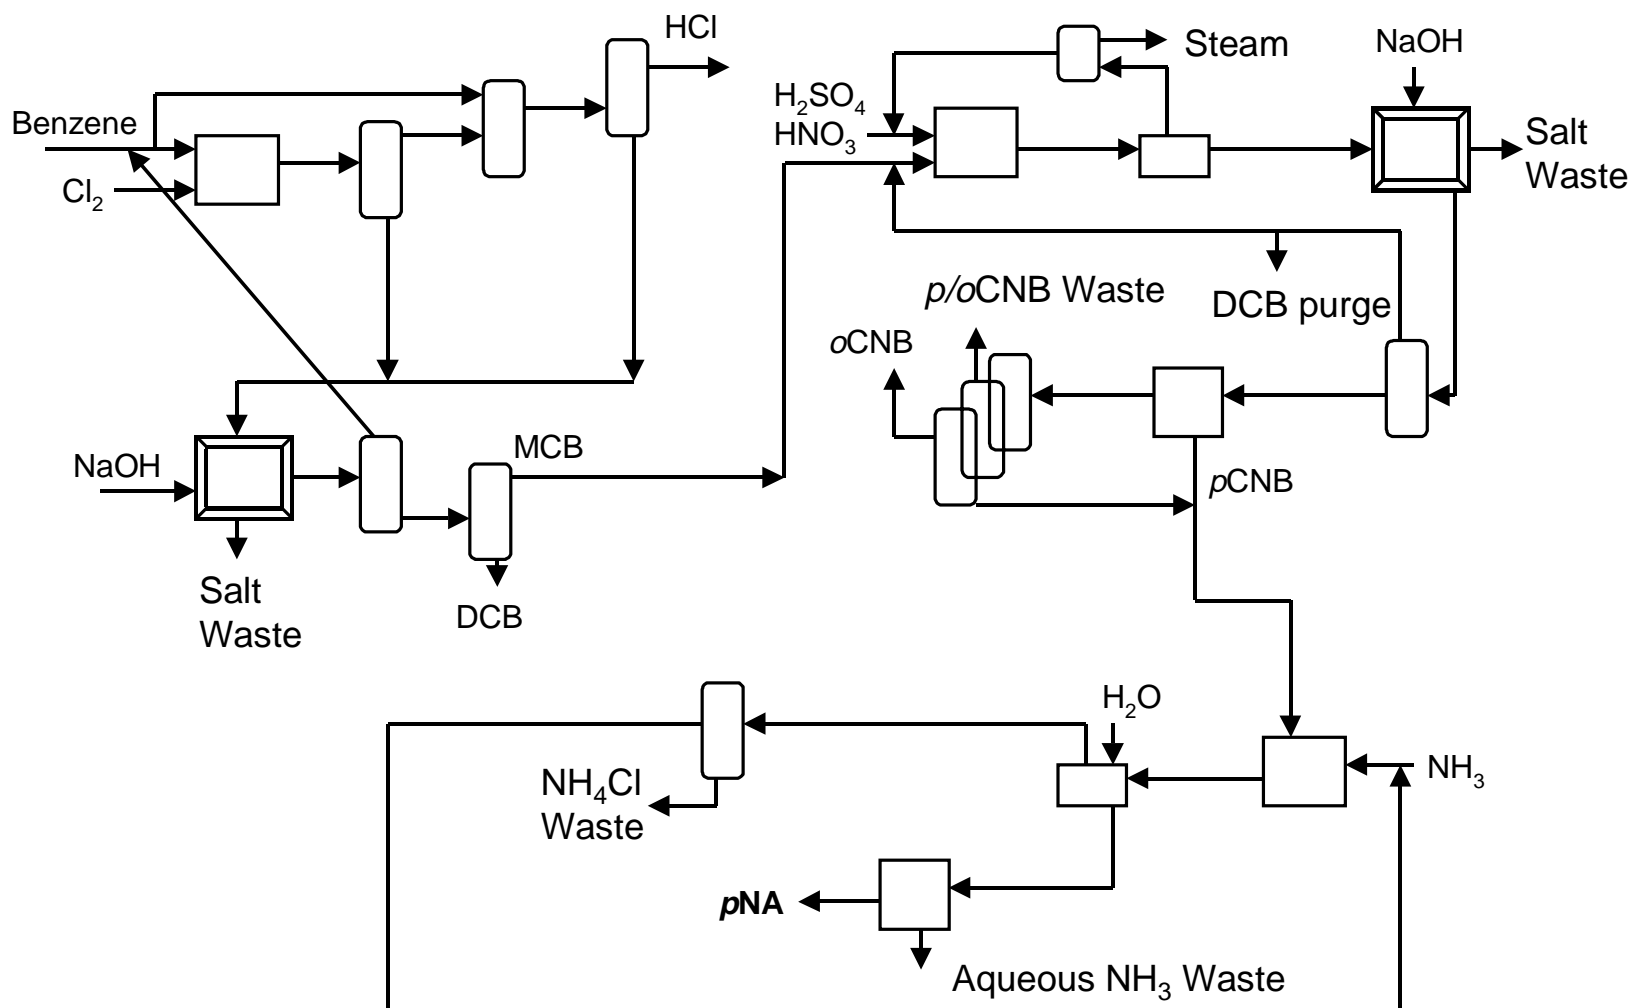 HCl
Steam
NaOH
H₂SO₄
HNO₃
Benzene
Cl₂
Salt
Waste
p/oCNB Waste
DCB purge
oCNB
MCB
NaOH
pCNB
Salt
Waste
DCB
H₂O
NH₄Cl
Waste
NH₃
pNA
Aqueous NH₃ Waste